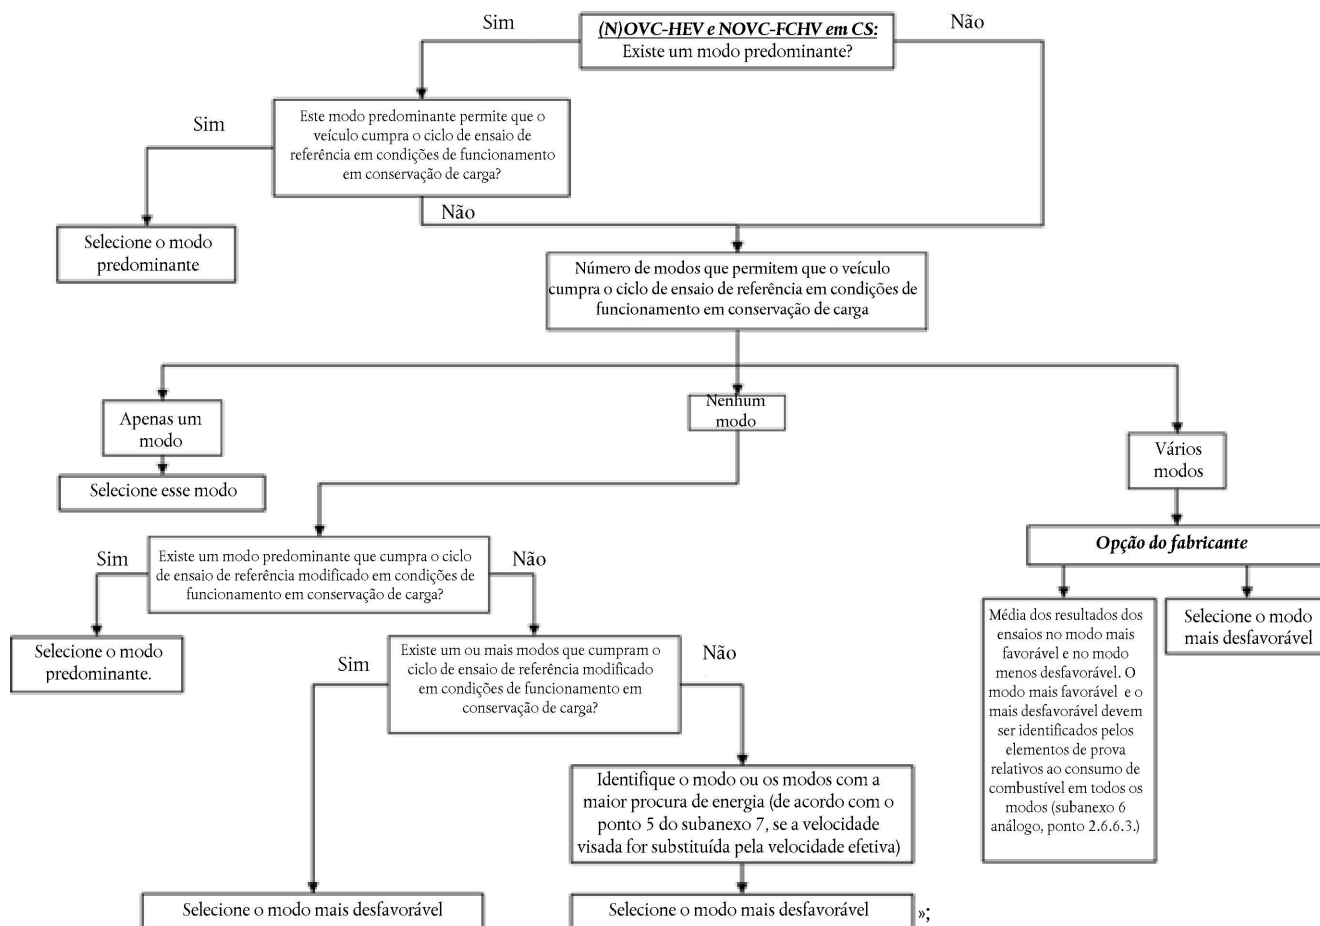 Sim
(N)OVC-HEV e NOVC-FCHV em CS:
Existe um modo predominante?
Não
Sim
Este modo predominante permite que o
veículo cumpra o ciclo de ensaio de
referência em condições de funcionamento
em conservação de carga?
Não
Selecione o modo
predominante
Número de modos que permitem que o veículo
cumpra o ciclo de ensaio de referência em condições de
funcionamento em conservação de carga
Apenas um
modo
Selecione esse modo
Nenhum
modo
Vários
modos
Opção do fabricante
Média dos resultados dos
ensaios no modo mais
favorável e no modo
menos desfavorável. O
modo mais favorável e o
mais desfavorável devem
ser identificados pelos
elementos de prova
relativos ao consumo de
combustível em todos os
modos (subanexo 6
análogo, ponto 2.6.6.3.)
Selecione o modo
mais desfavorável
Sim
Existe um modo predominante que cumpra o ciclo
de ensaio de referência modificado em condições de
funcionamento em conservação de carga?
Não
Selecione o modo
predominante.
Sim
Existe um ou mais modos que cumpram o
ciclo de ensaio de referência modificado
em condições de funcionamento em
conservação de carga?
Não
Identifique o modo ou os modos com a
maior procura de energia (de acordo com o
ponto 5 do subanexo 7, se a velocidade
visada for substituída pela velocidade efetiva)
Selecione o modo mais desfavorável
Selecione o modo mais desfavorável
»;